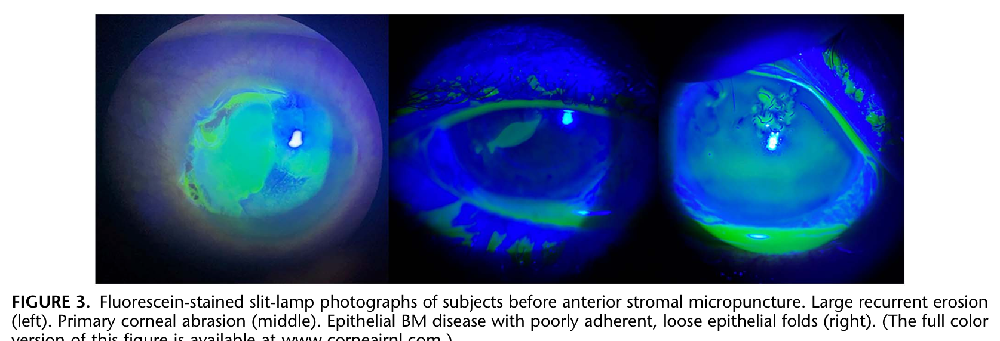 FIGURE 3. Fluorescein-stained slit-lamp photographs of subjects before anterior stromal micropuncture. Large recurrent erosion
(left). Primary corneal abrasion (middle). Epithelial BM disease with poorly adherent, loose epithelial folds (right). (The full color
version of this figure is available at www.corneajrnl.com.)